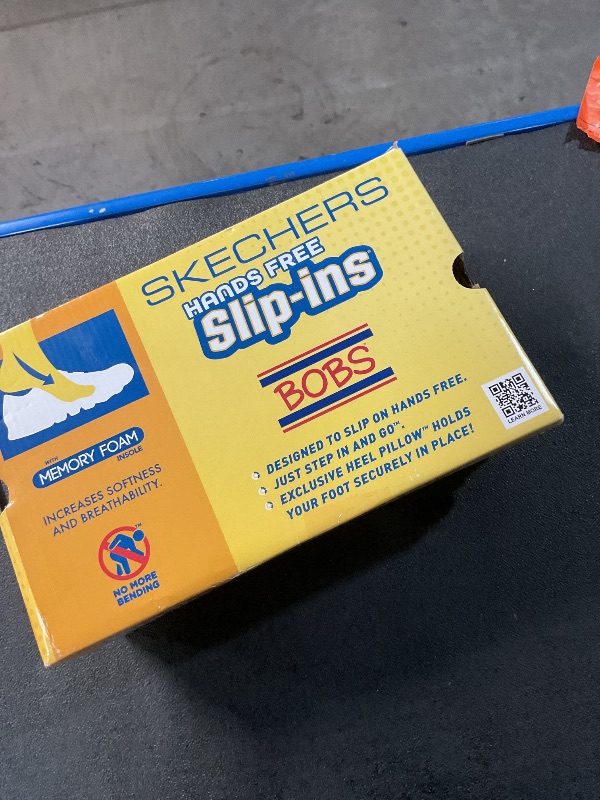 SKECHERS
HANDS FREE
Slip-ins®
BOBS
DESIGNED TO SLIP ON HANDS FREE.
JUST STEP IN AND GO™.
EXCLUSIVE HEEL PILLOW™ HOLDS
YOUR FOOT SECURELY IN PLACE!
LEARN MORE
WITH
MEMORY FOAM
INSOLE
INCREASES SOFTNESS
AND BREATHABILITY.
TM
NO MORE
BENDING